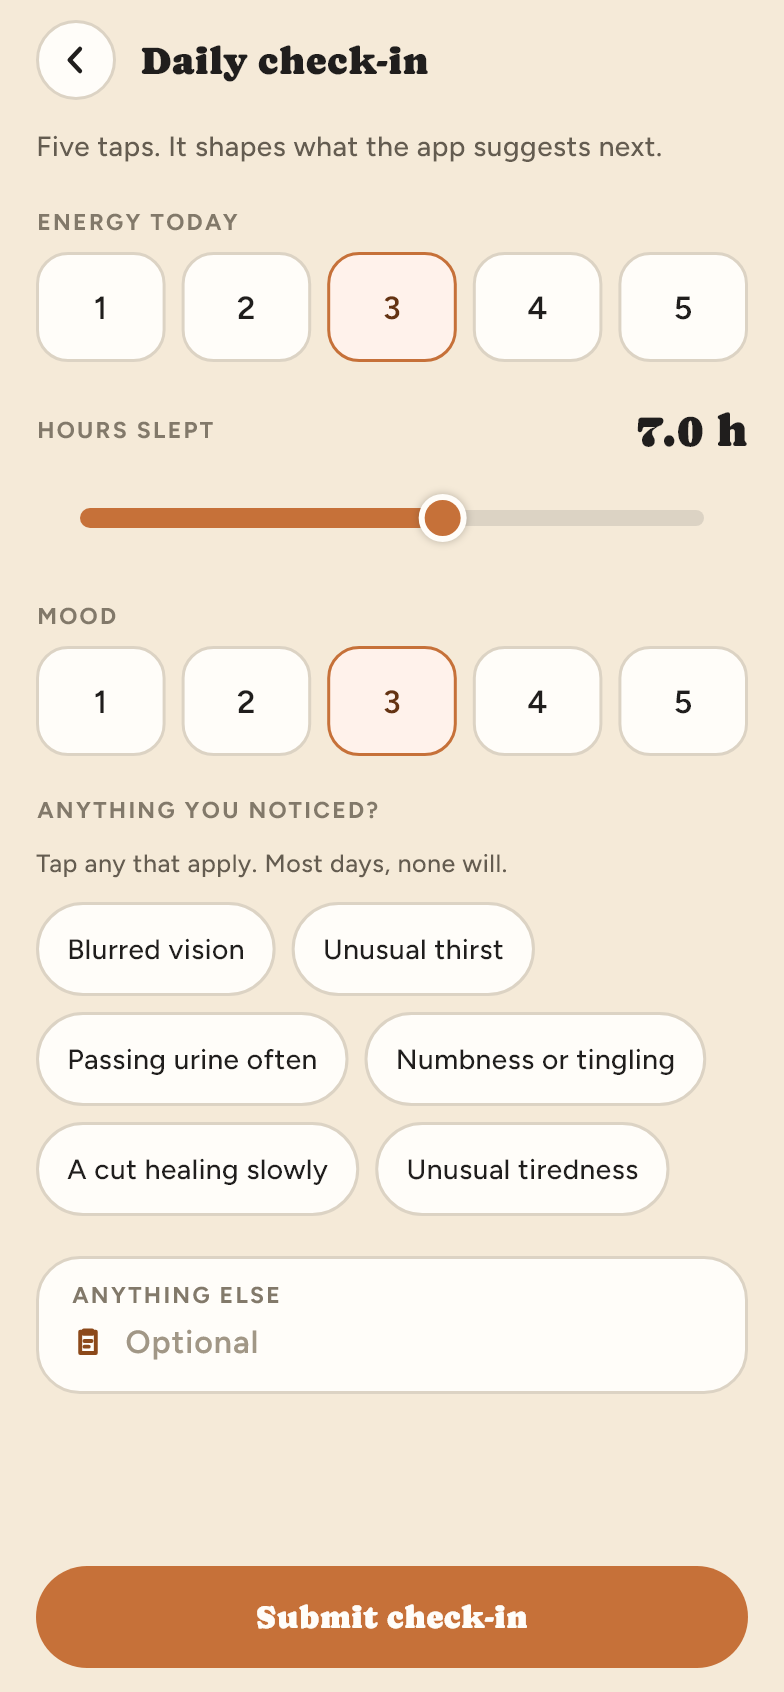 Daily check-in
Five taps. It shapes what the app suggests next.
ENERGY TODAY
1 2 3 4 5
HOURS SLEPT 7.0 h
MOOD
1 2 3 4 5
ANYTHING YOU NOTICED?
Tap any that apply. Most days, none will.
Blurred vision Unusual thirst
Passing urine often Numbness or tingling
A cut healing slowly Unusual tiredness
ANYTHING ELSE
Optional
Submit check-in